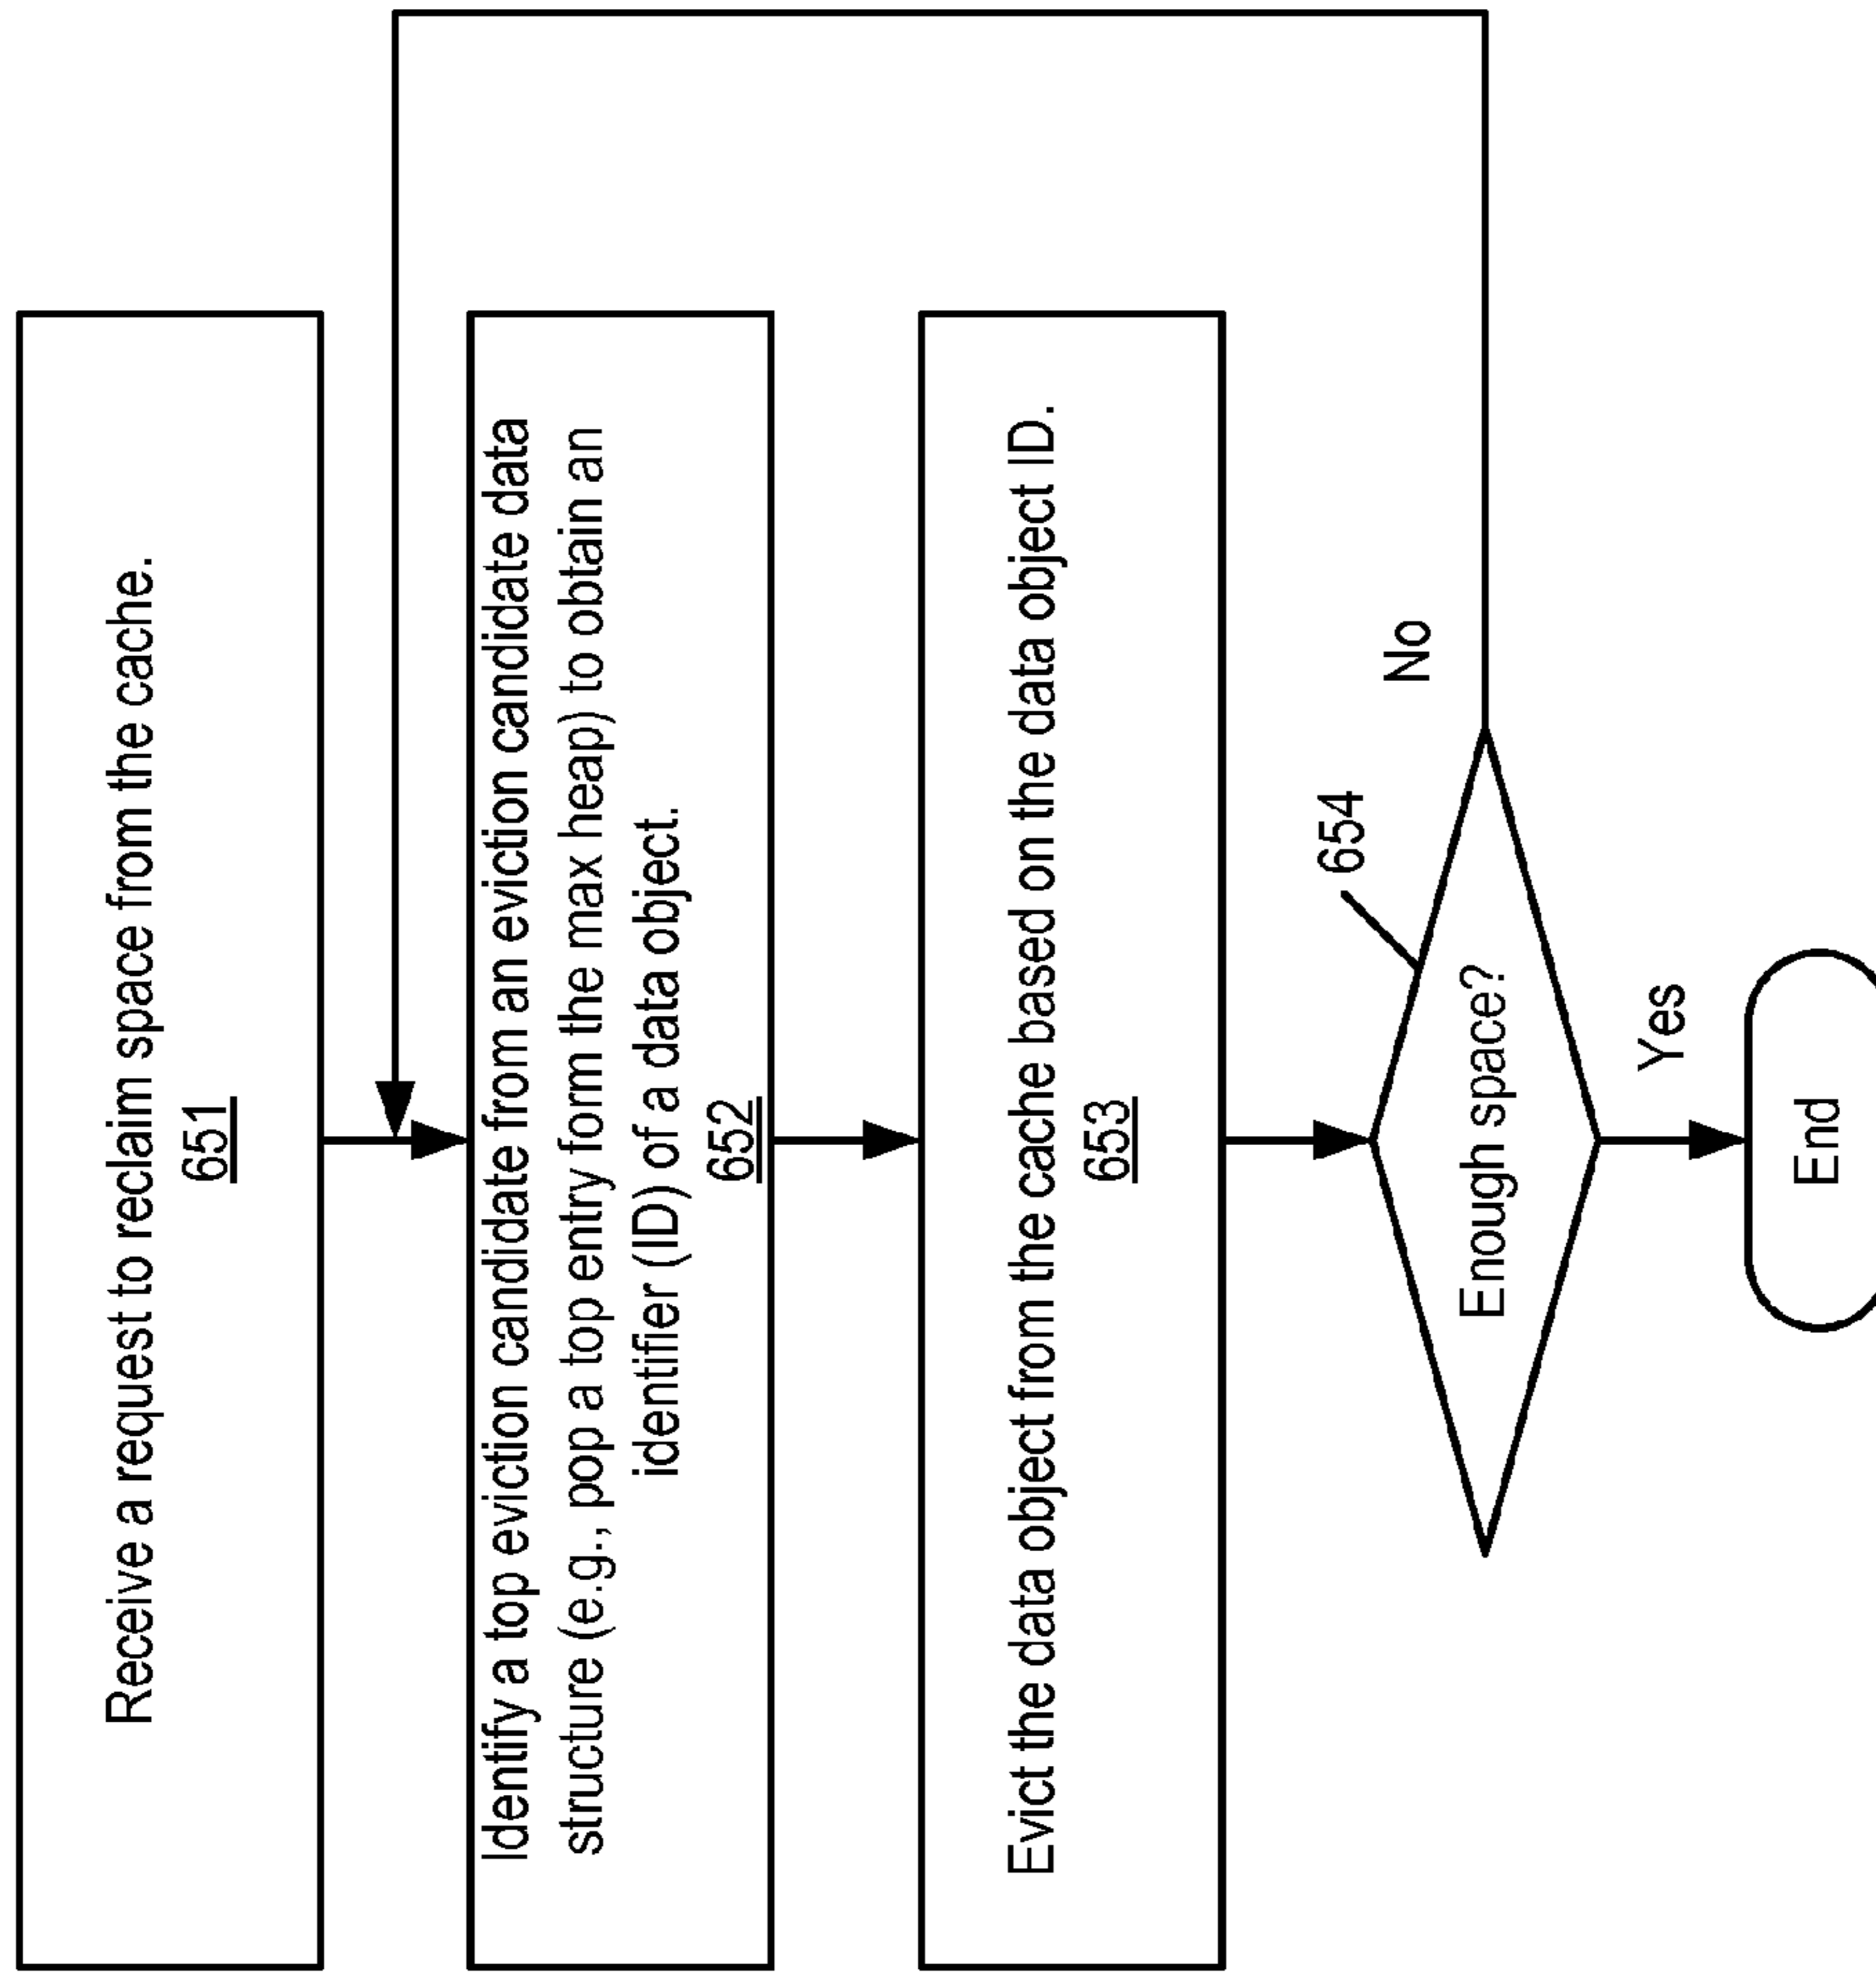 Receive a request to reclaim space from the cache.
651
Identify a top eviction candidate from an eviction candidate data
structure (e.g., pop a top entry form the max heap) to obtain an
identifier (ID) of a data object.
652
Evict the data object from the cache based on the data object ID.
653
654
Enough space?
No
Yes
End